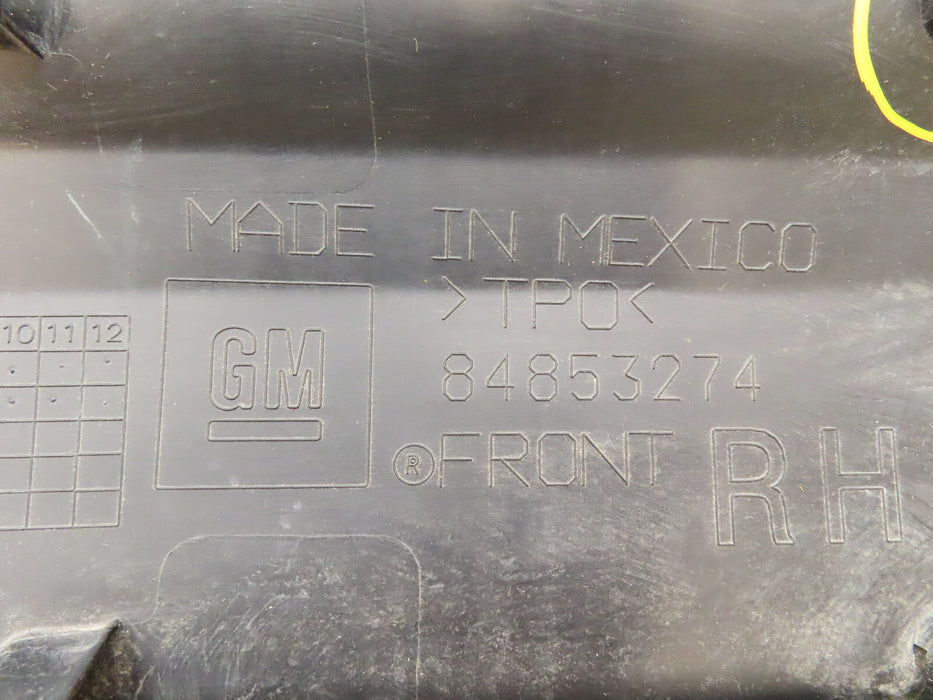 MADE IN MEXICO
>TPO<
GM
84853274
® FRONT RH
10 11 12